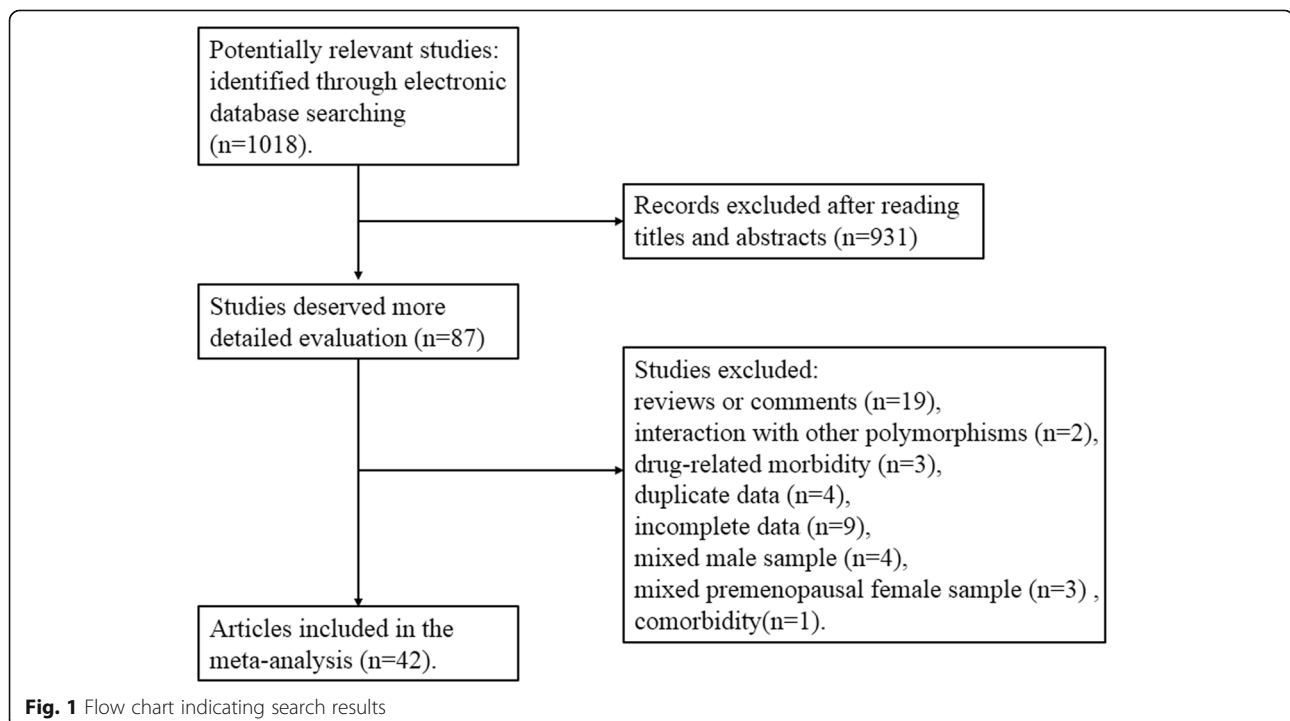 Potentially relevant studies:
identified through electronic
database searching
(n=1018).
Records excluded after reading
titles and abstracts (n=931)
Studies deserved more
detailed evaluation (n=87)
Studies excluded:
reviews or comments (n=19),
interaction with other polymorphisms (n=2),
drug-related morbidity (n=3),
duplicate data (n=4),
incomplete data (n=9),
mixed male sample (n=4),
mixed premenopausal female sample (n=3) ,
comorbidity(n=1).
Articles included in the
meta-analysis (n=42).
Fig. 1 Flow chart indicating search results